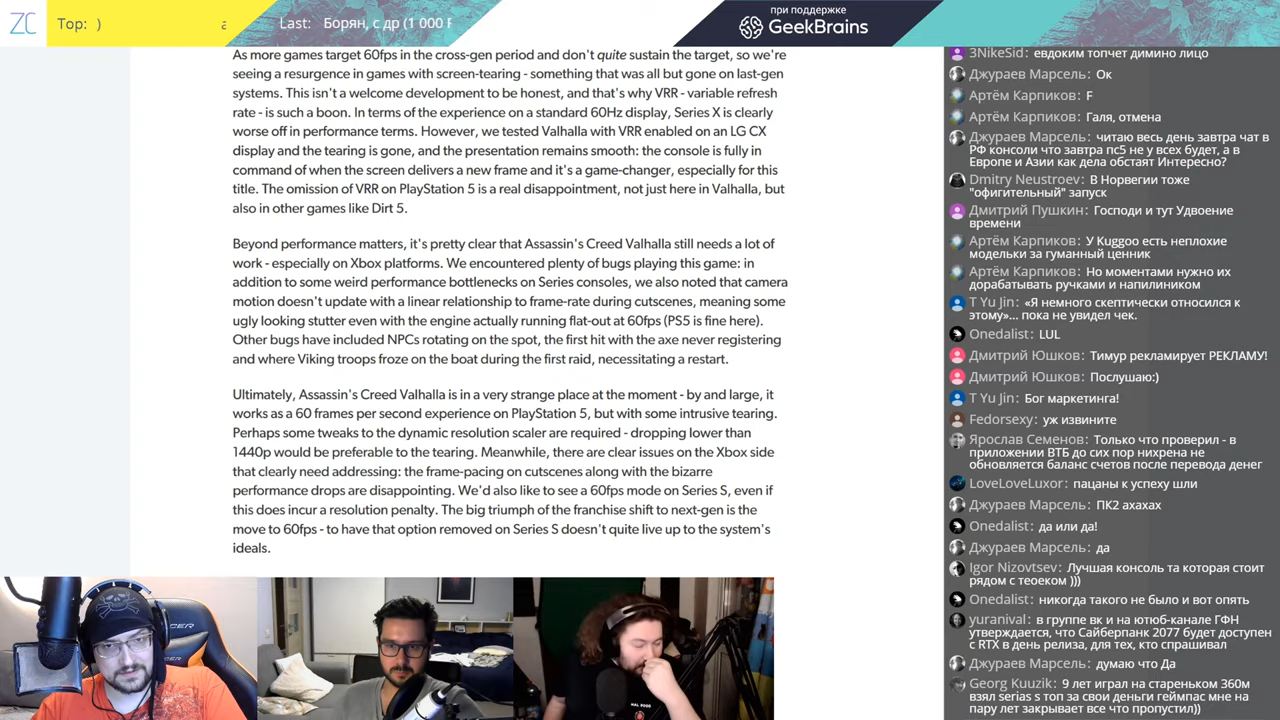 ZC
Top: )
Last: Борян, с др (1 000
при поддержке
GeekBrains
As more games target 60fps in the cross-gen period and don't quite sustain the target, so we're
seeing a resurgence in games with screen-tearing - something that was all but gone on last-gen
systems. This isn't a welcome development to be honest, and that's why VRR - variable refresh
rate - is such a boon. In terms of the experience on a standard 60Hz display, Series X is clearly
worse off in performance terms. However, we tested Valhalla with VRR enabled on an LG CX
display and the tearing is gone, and the presentation remains smooth: the console is fully in
command of when the screen delivers a new frame and it's a game-changer, especially for this
title. The omission of VRR on PlayStation 5 is a real disappointment, not just here in Valhalla, but
also in other games like Dirt 5.
Beyond performance matters, it's pretty clear that Assassin's Creed Valhalla still needs a lot of
work - especially on Xbox platforms. We encountered plenty of bugs playing this game: in
addition to some weird performance bottlenecks on Series consoles, we also noted that camera
motion doesn't update with a linear relationship to frame-rate during cutscenes, meaning some
ugly looking stutter even with the engine actually running flat-out at 60fps (PS5 is fine here).
Other bugs have included NPCs rotating on the spot, the first hit with the axe never registering
and where Viking troops froze on the boat during the first raid, necessitating a restart.
Ultimately, Assassin's Creed Valhalla is in a very strange place at the moment - by and large, it
works as a 60 frames per second experience on PlayStation 5, but with some intrusive tearing.
Perhaps some tweaks to the dynamic resolution scaler are required - dropping lower than
1440p would be preferable to the tearing. Meanwhile, there are clear issues on the Xbox side
that clearly need addressing: the frame-pacing on cutscenes along with the bizarre
performance drops are disappointing. We'd also like to see a 60fps mode on Series S, even if
this does incur a resolution penalty. The big triumph of the franchise shift to next-gen is the
move to 60fps - to have that option removed on Series S doesn't quite live up to the system's
ideals.
3NikeSid: евдоким топчет димино лицо
Джураев Марсель: Ок
Артём Карпиков: F
Артём Карпиков: Галя, отмена
Джураев Марсель: читаю весь день завтра чат в
РФ консоли что завтра пс5 не у всех будет, а в
Европе и Азии как дела обстаят Интересно?
Dmitry Neustroev: В Норвегии тоже
"офигительный" запуск
Дмитрий Пушкин: Господи и тут Удвоение
времени
Артём Карпиков: У Kuggoo есть неплохие
модельки за гуманный ценник
Артём Карпиков: Но моментами нужно их
дорабатывать ручками и напилином
T Yu Jin: «Я немного скептически относился к
этому»... пока не увидел чек.
Onedalist: LUL
Дмитрий Юшков: Тимур рекламирует РЕКЛАМУ!
Дмитрий Юшков: Послушаю:)
T Yu Jin: Бог маркетинга!
Fedorsexy: уж извините
Ярослав Семенов: Только что проверил - в
приложении ВТБ до сих пор нихрена не
обновляется баланс счетов после перевода денег
LoveLoveLuxor: пацаны к успеху шли
Джураев Марсель: ПК2 ахахах
Onedalist: да или да!
Джураев Марсель: да
Igor Nizovtsev: Лучшая консоль та которая стоит
рядом с теоеком )))
Onedalist: никогда такого не было и вот опять
yuranival: в группе вк и на ютюб-канале ГФН
утверждается, что Сайберпанк 2077 будет доступен
с RTX в день релиза, для тех, кто спрашивал
Джураев Марсель: думаю что Да
Georg Kuuzik: 9 лет играл на стареньком 360м
взял serias s топ за свои деньги геймпас мне на
пару лет закрывает все что пропустил))